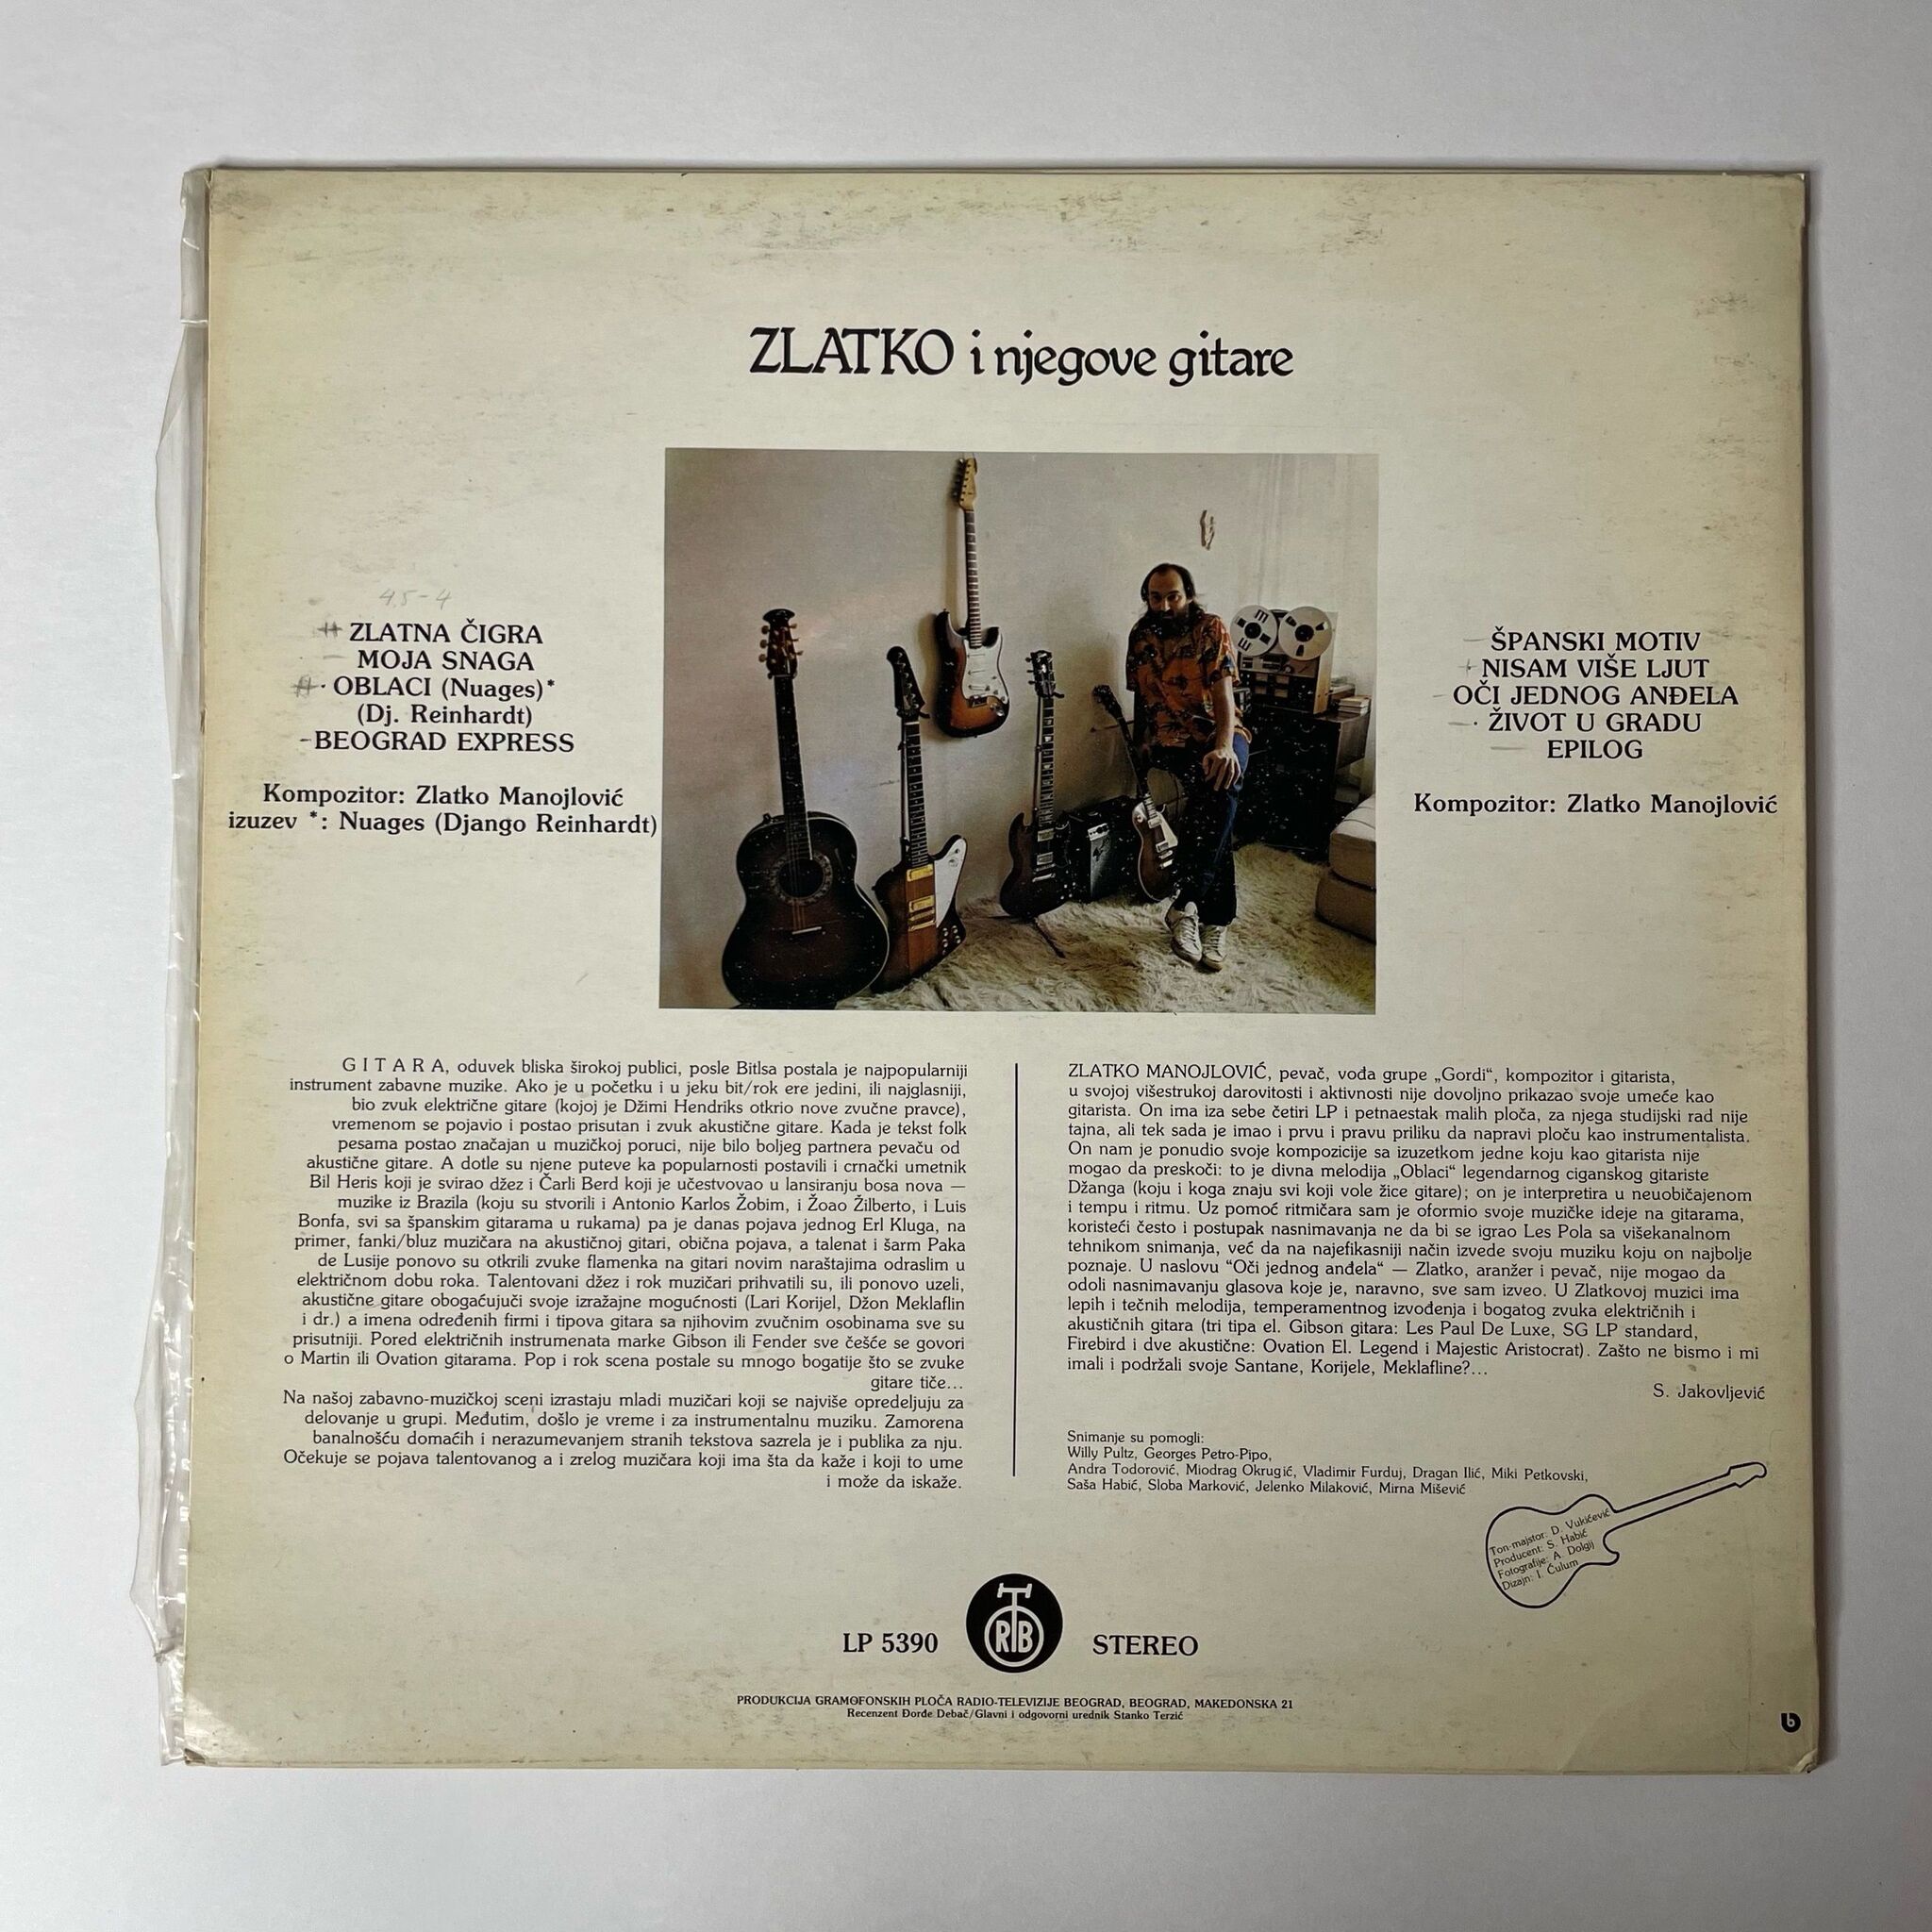 ZLATKO i njegove gitare
45-4
ZLATNA ČIGRA
MOJA SNAGA
OBLACI (Nuages)*
(Dj. Reinhardt)
-BEOGRAD EXPRESS
Kompozitor: Zlatko Manojlović
izuzev *: Nuages (Django Reinhardt)
ŠPANSKI MOTIV
NISAM VIŠE LJUT
OČI JEDNOG ANĐELA
ŽIVOT U GRADU
EPILOG
Kompozitor: Zlatko Manojlović
G I T A R A, oduvek bliska širokoj publici, posle Bitlsa postala je najpopularniji
instrument zabavne muzike. Ako je u početku i u jeku bit/rok ere jedini, ili najglasniji,
bio zvuk električne gitare (kojoj je Džimi Hendriks otkrio nove zvučne pravce),
vremenom se pojavio i postao prisutan i zvuk akustične gitare. Kada je tekst folk
pesama postao značajan u muzičkoj poruci, nije bilo boljeg partnera pevaču od
akustične gitare. A dotle su njene puteve ka popularnosti postavili i crnački umetnik
Bil Heris koji je svirao džez i Čarli Berd koji je učestvovao u lansiranju bosa nova —
muzike iz Brazila (koju su stvorili i Antonio Karlos Žobim, i Žoao Žilberto, i Luis
Bonfa, svi sa španskim gitarama u rukama) pa je danas pojava jednog Erl Kluga, na
primer, fanki/bluz muzičara na akustičnoj gitari, obična pojava, a talenat i šarm Paka
de Lusije ponovo su otkrili zvuke flamenka na gitari novim naraštajima odraslim u
električnom dobu roka. Talentovani džez i rok muzičari prihvatili su, ili ponovo uzeli,
akustične gitare obogaćujuči svoje izražajne mogućnosti (Lari Korijel, Džon Meklaflin
i dr.) a imena određenih firmi i tipova gitara sa njihovim zvučnim osobinama sve su
prisutniji. Pored električnih instrumenata marke Gibson ili Fender sve češće se govori
o Martin ili Ovation gitarama. Pop i rok scena postale su mnogo bogatije što se zvuke
gitare tiče...
Na našoj zabavno-muzičkoj sceni izrastaju mladi muzičari koji se najviše opredeljuju za
delovanje u grupi. Međutim, došlo je vreme i za instrumentalnu muziku. Zamorena
banalnošću domaćih i nerazumevanjem stranih tekstova sazrela je i publika za nju.
Očekuje se pojava talentovanog a i zrelog muzičara koji ima šta da kaže i koji to ume
i može da iskaže.
ZLATKO MANOJLOVIĆ, pevač, vođa grupe „Gordi“, kompozitor i gitarista,
u svojoj višestrukoj darovitosti i aktivnosti nije dovoljno prikazao svoje umeće kao
gitarista. On ima iza sebe četiri LP i petnaestak malih ploča, za njega studijski rad nije
tajna, ali tek sada je imao i prvu i pravu priliku da napravi ploču kao instrumentalista.
On nam je ponudio svoje kompozicije sa izuzetkom jedne koju kao gitarista nije
mogao da preskoči: to je divna melodija „Oblaci“ legendarnog ciganskog gitariste
Džanga (koju i koga znaju svi koji vole žice gitare); on je interpretira u neuobičajenom
i tempu i ritmu. Uz pomoć ritmičara sam je oformio svoje muzičke ideje na gitarama,
koristeći često i postupak nasnimavanja ne da bi se igrao Les Pola sa višekanalnom
tehnikom snimanja, već da na najefikasniji način izvede svoju muziku koju on najbolje
poznaje. U naslovu “Oči jednog anđela“ — Zlatko, aranžer i pevač, nije mogao da
odoli nasnimavanju glasova koje je, naravno, sve sam izveo. U Zlatkovoj muzici ima
lepih i tečnih melodija, temperamentnog izvođenja i bogatog zvuka električnih i
akustičnih gitara (tri tipa el. Gibson gitara: Les Paul De Luxe, SG LP standard,
Firebird i dve akustične: Ovation El. Legend i Majestic Aristocrat). Zašto ne bismo i mi
imali i podržali svoje Santane, Korijele, Meklafline?...
S. Jakovljević
Snimanje su pomogli:
Willy Pultz, Georges Petro-Pipo,
Andra Todorović, Miodrag Okrugić, Vladimir Furduj, Dragan Ilić, Miki Petkovski,
Saša Habić, Sloba Marković, Jelenko Milaković, Mirna Mišević
Ton-majstor: D. Vukićević
Producent: S. Habić
Fotografije: A. Dolgij
Dizajn: I. Ćulum
LP 5390
RTB
STEREO
PRODUKCIJA GRAMOFONSKIH PLOČA RADIO-TELEVIZIJE BEOGRAD, BEOGRAD, MAKEDONSKA 21
Recenzent Đorđe Debač/Glavni i odgovorni urednik Stanko Terzić
b